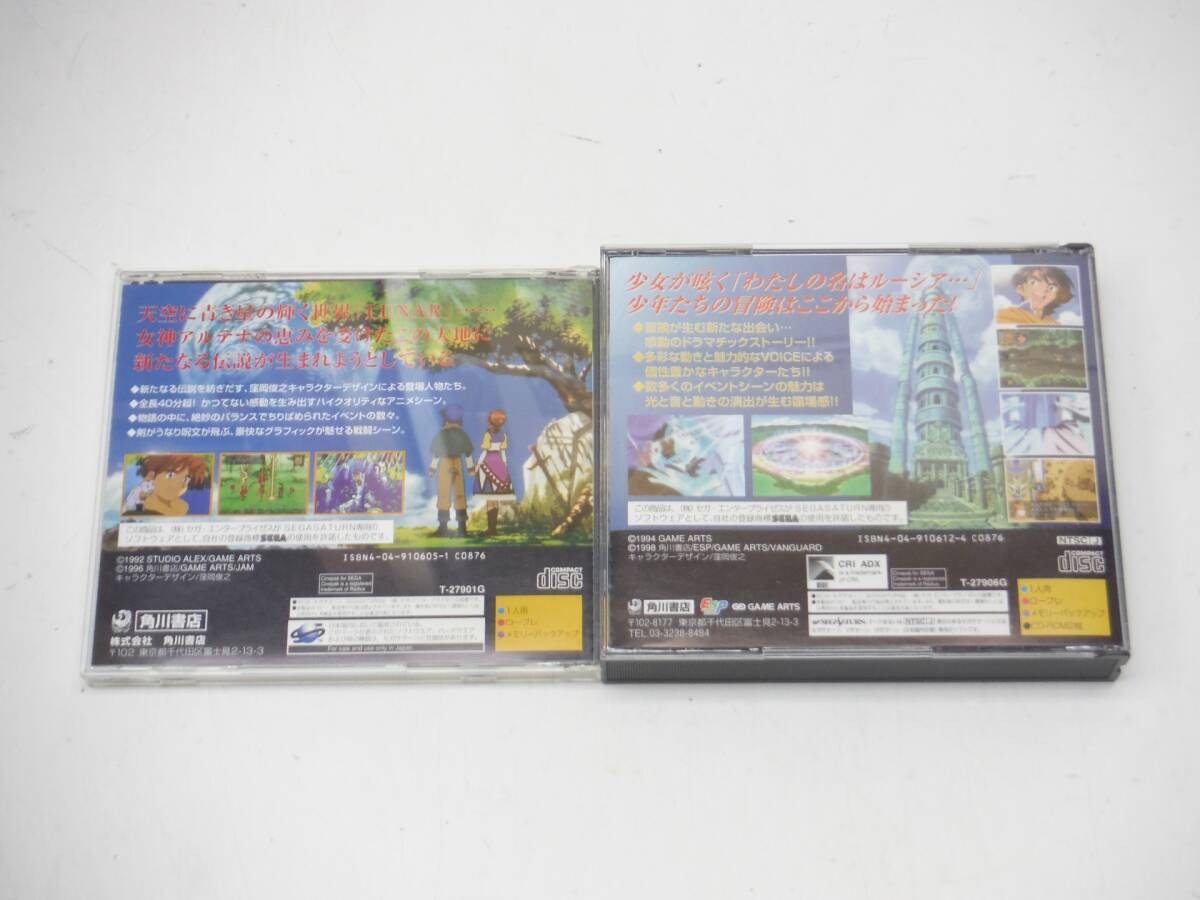 天空に青き星の輝く世界「LUNAR」……
女神アルテナの恵みを受けたこの大地に
新たなる伝説が生まれようとしている
◆新たなる伝説を紡ぎだす、窪岡俊之キャラクターデザインによる登場人物たち。
◆全長40分超！かつてない感動を生み出すハイクオリティなアニメシーン。
◆物語の中に、絶妙のバランスでちりばめられたイベントの数々。
◆剣がうなり呪文が飛ぶ、豪快なグラフィックが魅せる戦闘シーン。
この商品は、(株)セガ・エンタープライゼスがSEGASATURN専用の
ソフトウェアとして、自社の登録商標SEGAの使用を許諾したものです。
ISBN4-04-910605-1 C0876
©1992 STUDIO ALEX/GAME ARTS
©1996 角川書店/GAME ARTS/JAM
キャラクターデザイン/窪岡俊之
Cinepak for SEGA
Cinepak is a registered
trademark of Radius.
T-27901G
COMPACT
disc
角川書店
株式会社 角川書店
〒102 東京都千代田区富士見2-13-3
For sale and use only in Japan.
●1人用
●ロープレ
●メモリーバックアップ
少女が呟く「わたしの名はルーシア…」
少年たちの冒険はここから始まった！
◆冒険が生む新たな出会い…
感動のドラマチックストーリー!!
◆多彩な動きと魅力的なVOICEによる
個性豊かなキャラクターたち!!
◆数多くのイベントシーンの魅力は
光と音と動きの演出が生む臨場感!!
この商品は、(株)セガ・エンタープライゼスがSEGASATURN専用の
ソフトウェアとして、自社の登録商標SEGAの使用を許諾したものです。
©1994 GAME ARTS
©1998 角川書店/ESP/GAME ARTS/VANGUARD
キャラクターデザイン/窪岡俊之
ISBN4-04-910612-4 C0876
NTSC J
CRI ADX
is a trademark
of CRI.
Cinepak for SEGA
Cinepak is a registered
trademark of Radius.
T-27906G
COMPACT
disc
角川書店
ESP
GAME ARTS
〒102-8177 東京都千代田区富士見2-13-3
TEL 03-3238-8484
●1人用
●ロープレ
●メモリーバックアップ
●CD-ROM2枚